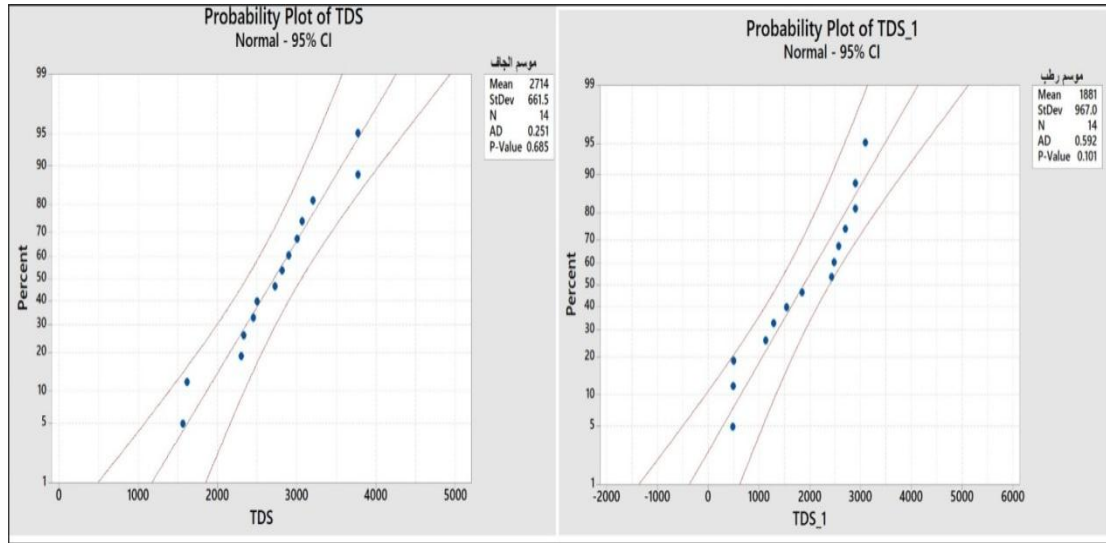 Probability Plot of TDS
Normal - 95% CI
موسم الجاف
Mean 2714
StDev 661.5
N 14
AD 0.251
P-Value 0.685
99
95
90
80
70
60
50
40
30
20
10
5
1
Percent
0 1000 2000 3000 4000 5000
TDS
Probability Plot of TDS_1
Normal - 95% CI
موسم رطب
Mean 1881
StDev 967.0
N 14
AD 0.592
P-Value 0.101
99
95
90
80
70
60
50
40
30
20
10
5
1
Percent
-2000 -1000 0 1000 2000 3000 4000 5000 6000
TDS_1